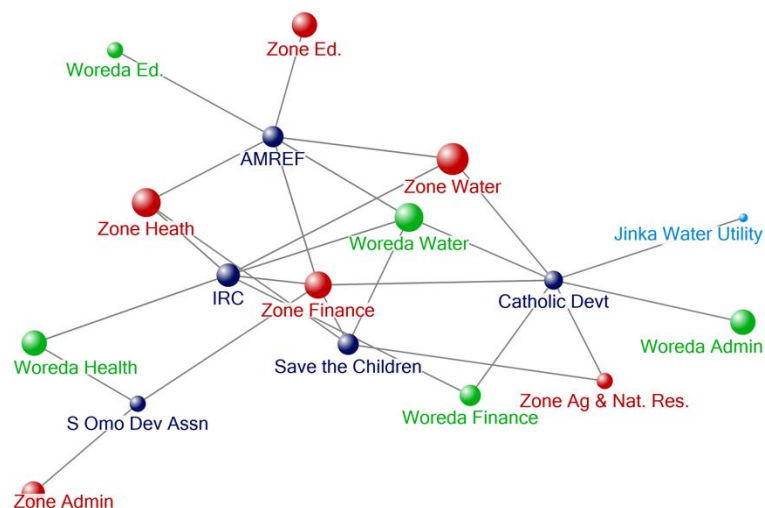 Zone Ed.
Woreda Ed.
AMREF
Zone Water
Zone Heath
Jinka Water Utility
Woreda Water
IRC
Zone Finance
Catholic Devt
Woreda Admin
Woreda Health
Save the Children
Zone Ag & Nat. Res.
Woreda Finance
S Omo Dev Assn
Zone Admin